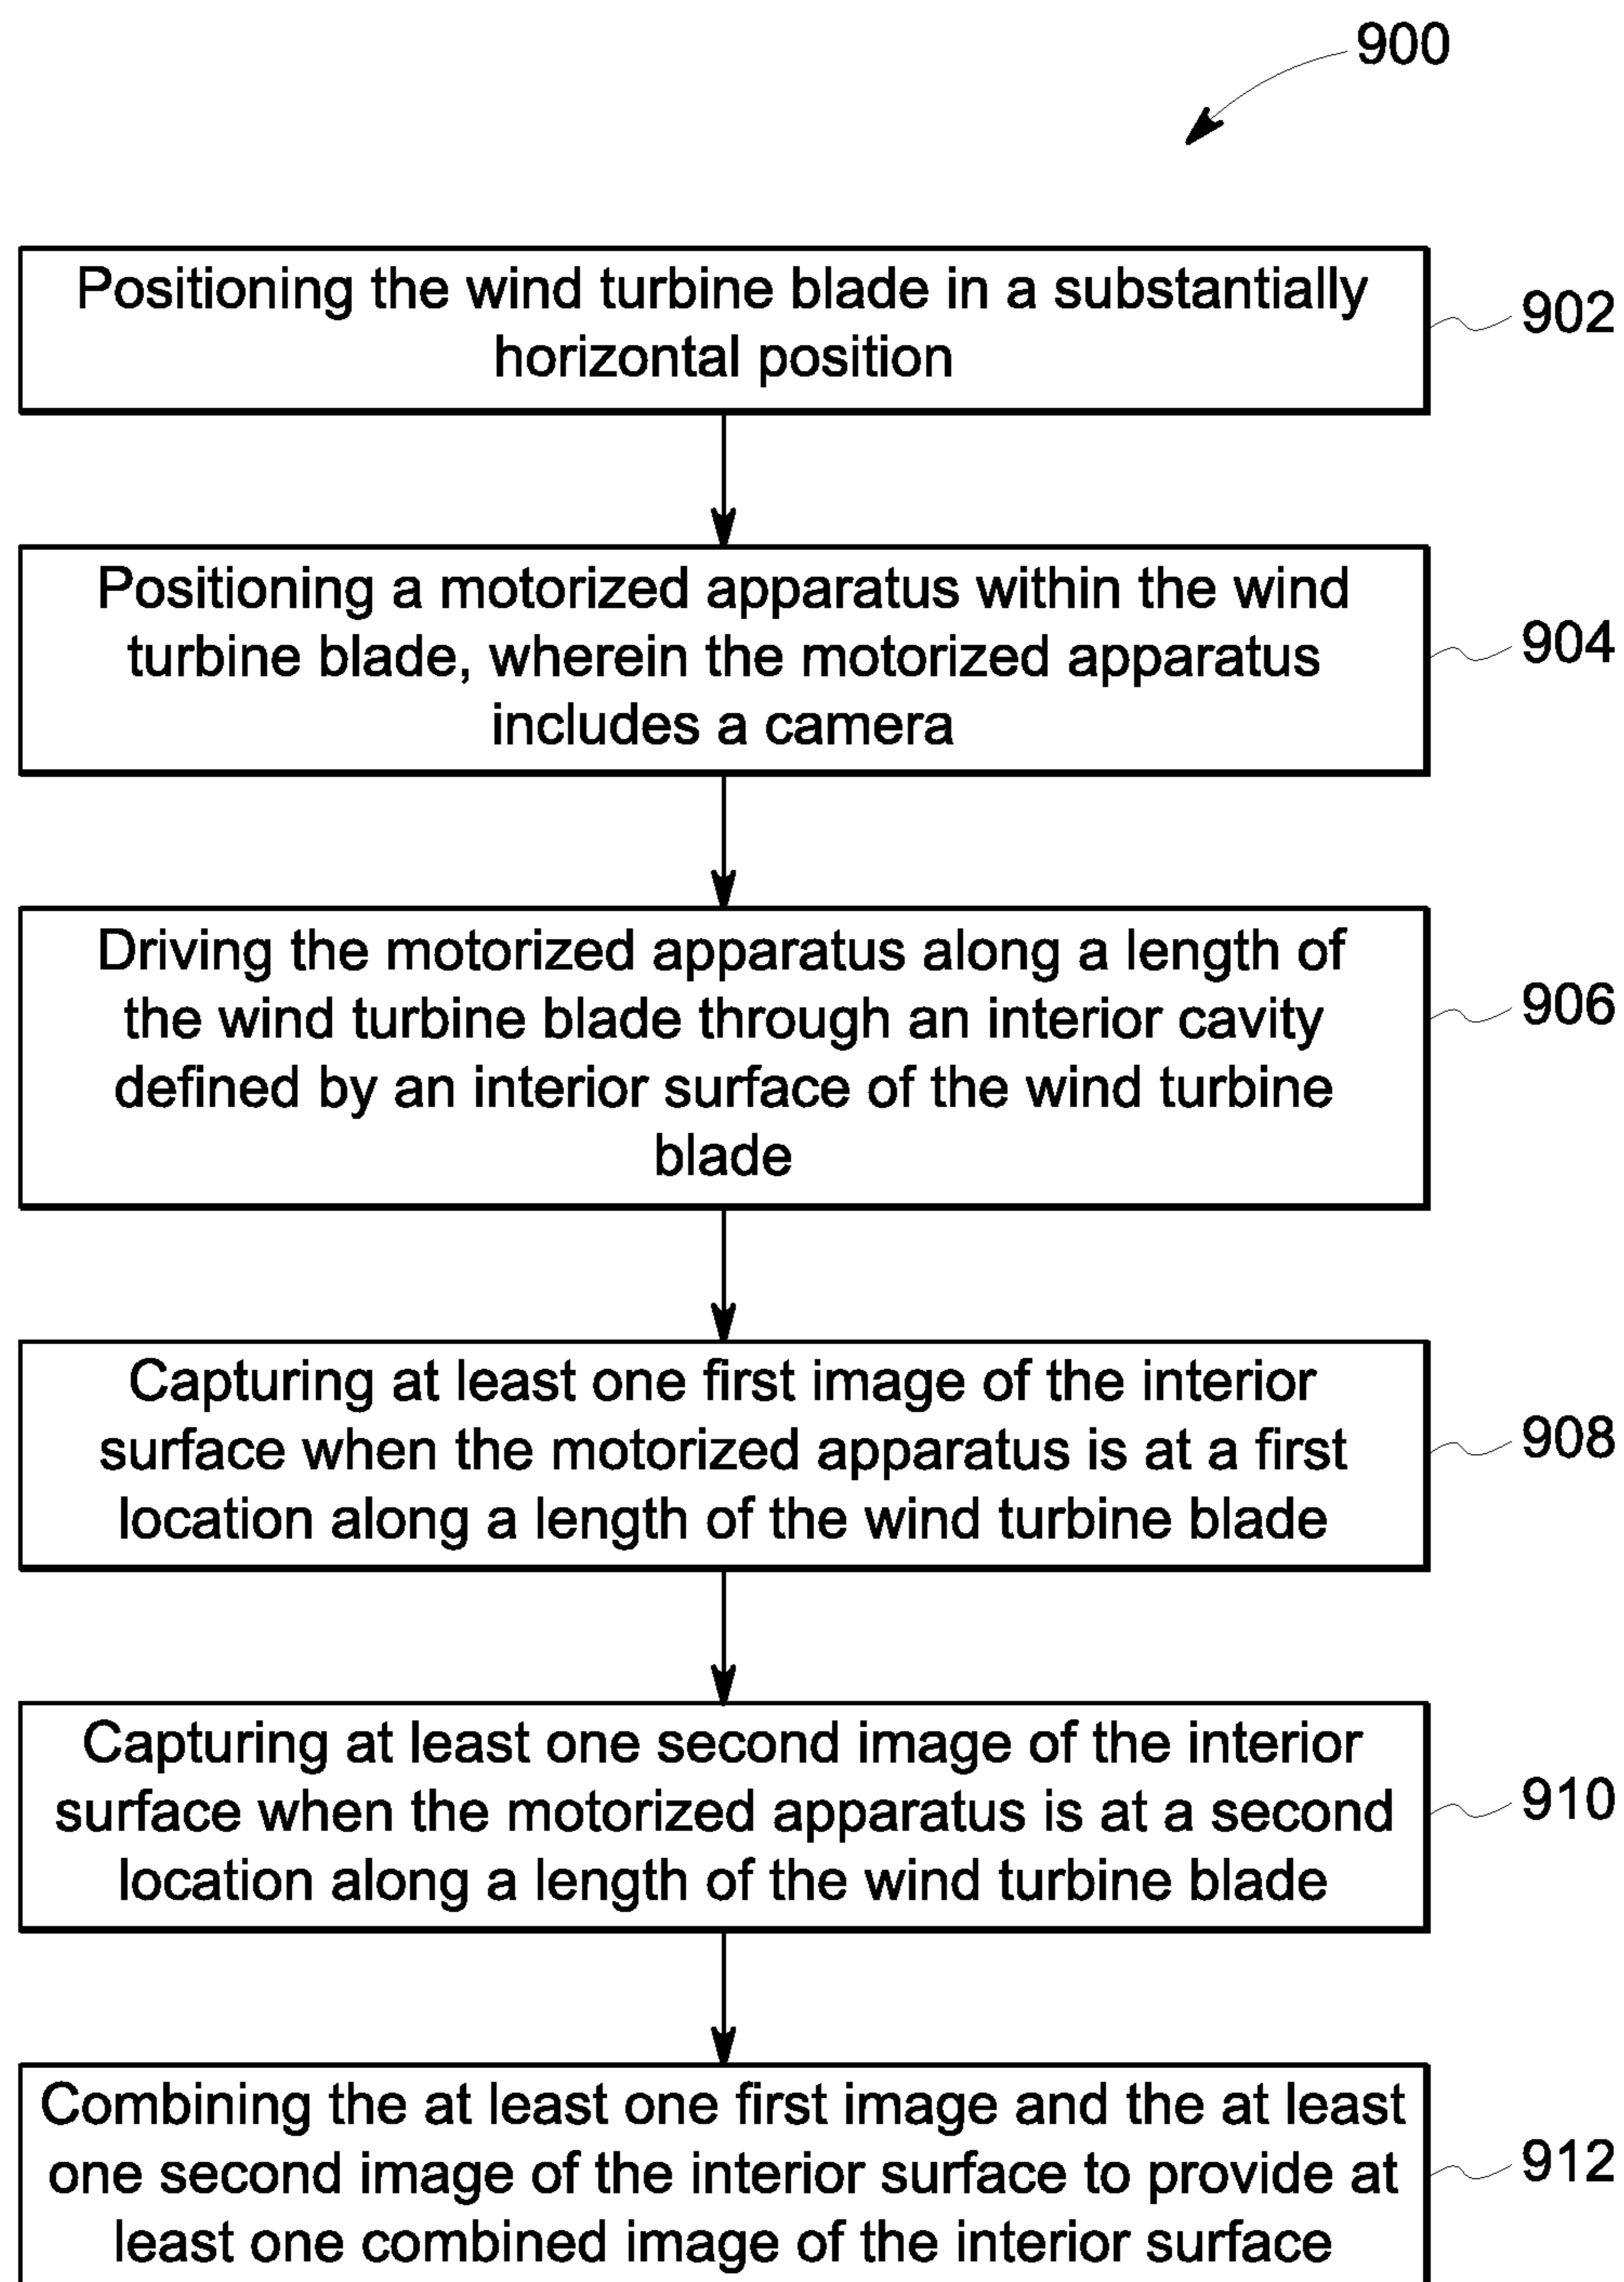 900
Positioning the wind turbine blade in a substantially
horizontal position
902
Positioning a motorized apparatus within the wind
turbine blade, wherein the motorized apparatus
includes a camera
904
Driving the motorized apparatus along a length of
the wind turbine blade through an interior cavity
defined by an interior surface of the wind turbine
blade
906
Capturing at least one first image of the interior
surface when the motorized apparatus is at a first
location along a length of the wind turbine blade
908
Capturing at least one second image of the interior
surface when the motorized apparatus is at a second
location along a length of the wind turbine blade
910
Combining the at least one first image and the at least
one second image of the interior surface to provide at
least one combined image of the interior surface
912